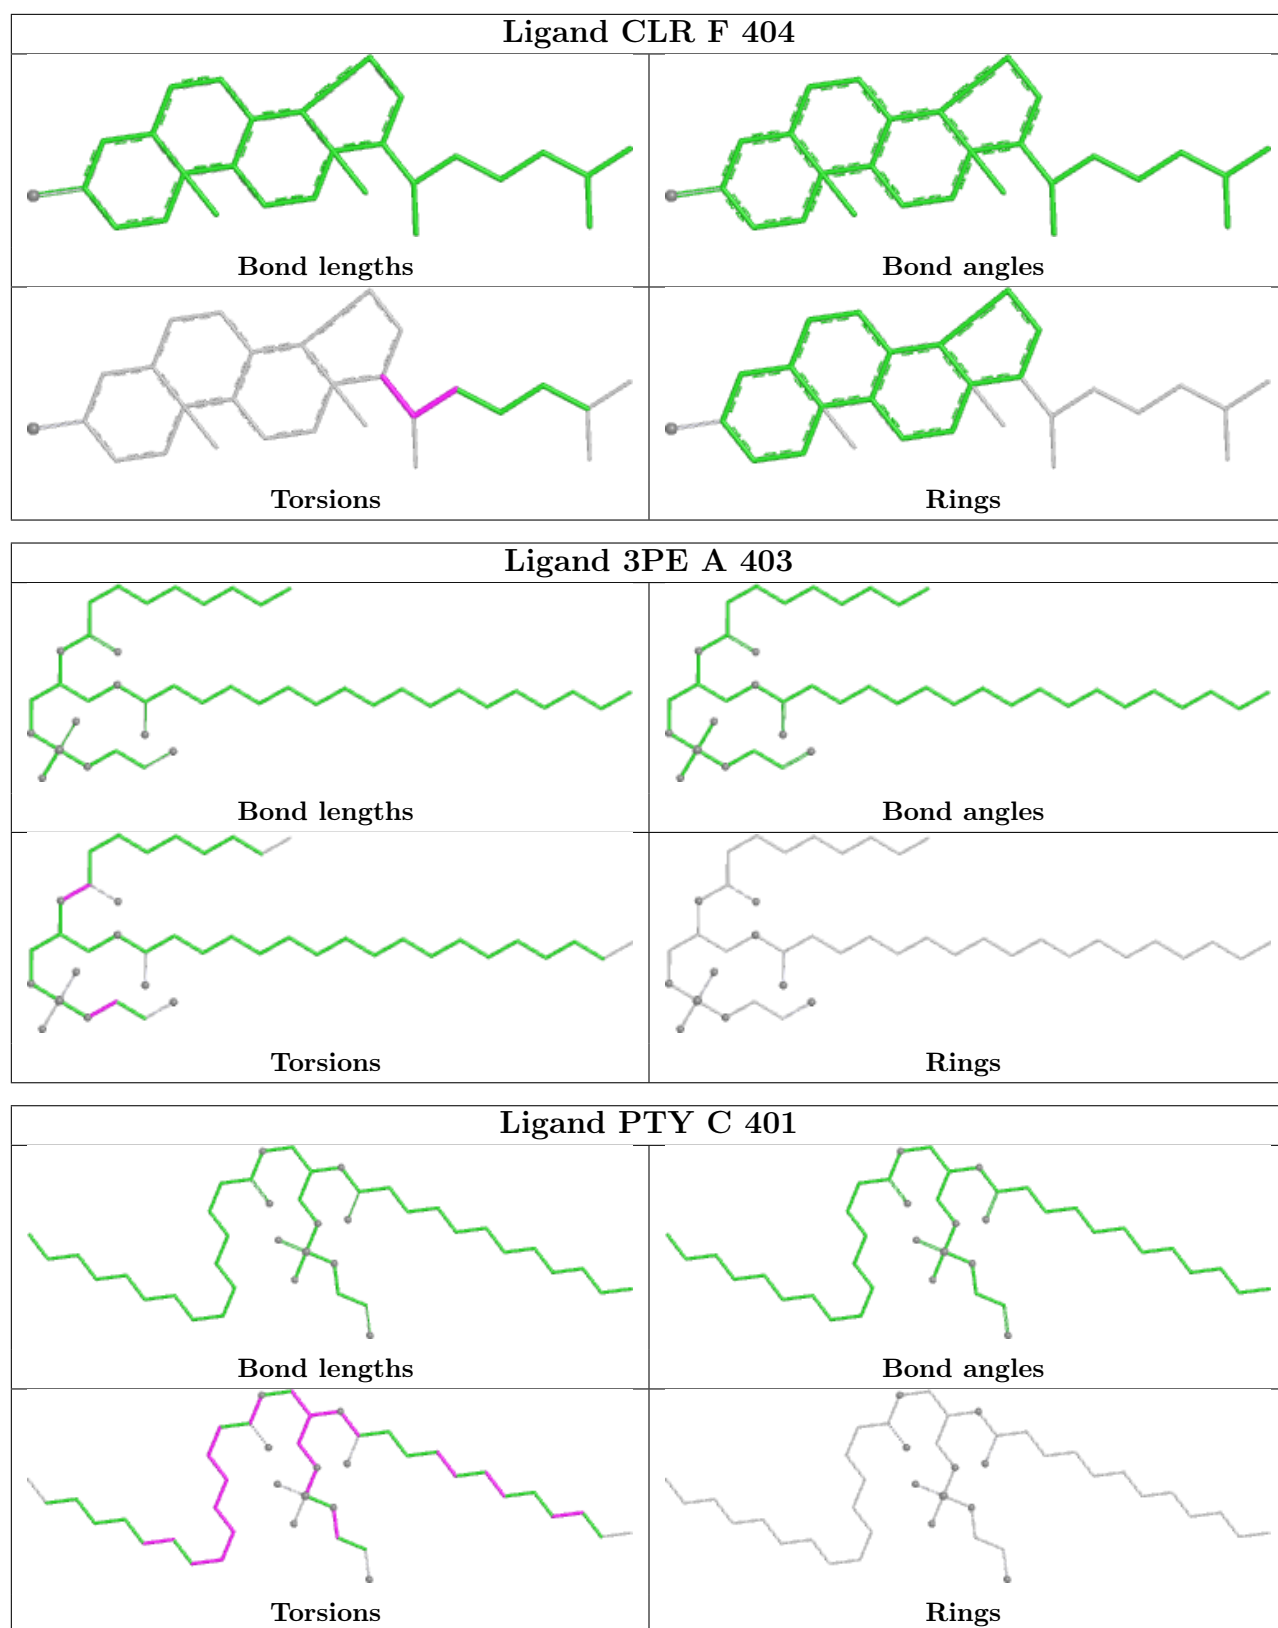 Ligand CLR F 404
Bond lengths
Bond angles
Torsions
Rings
Ligand 3PE A 403
Bond lengths
Bond angles
Torsions
Rings
Ligand PTY C 401
Bond lengths
Bond angles
Torsions
Rings